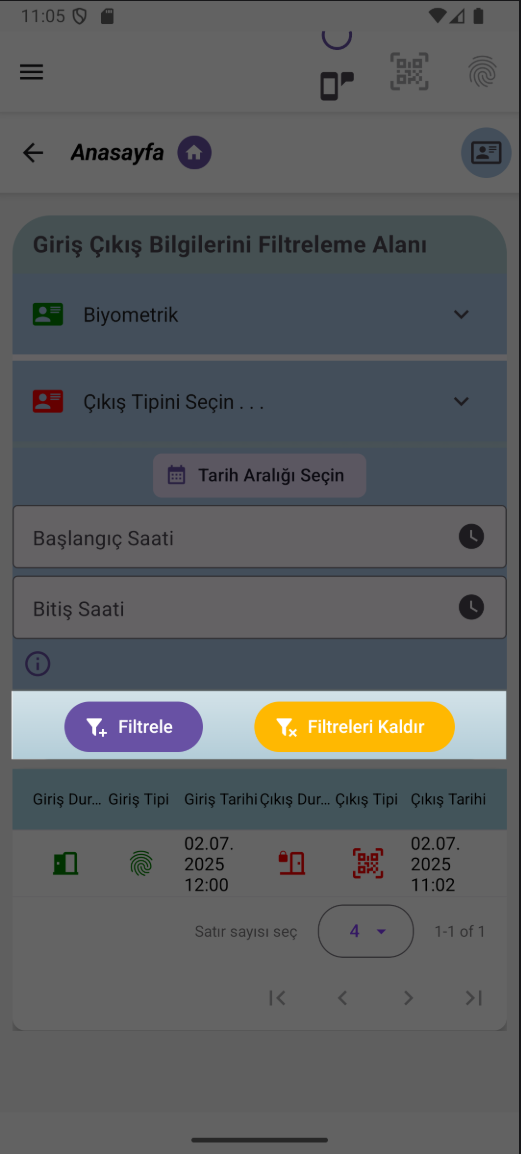 11:05
Anasayfa
Giriş Çıkış Bilgilerini Filtreleme Alanı
Biyometrik
Çıkış Tipini Seçin . . .
Tarih Aralığı Seçin
Başlangıç Saati
Bitiş Saati
Filtrele
Filtreleri Kaldır
Giriş Dur... Giriş Tipi Giriş Tarihi Çıkış Dur... Çıkış Tipi Çıkış Tarihi
02.07. 02.07.
2025 2025
12:00 11:02
Satır sayısı seç 4 1-1 of 1